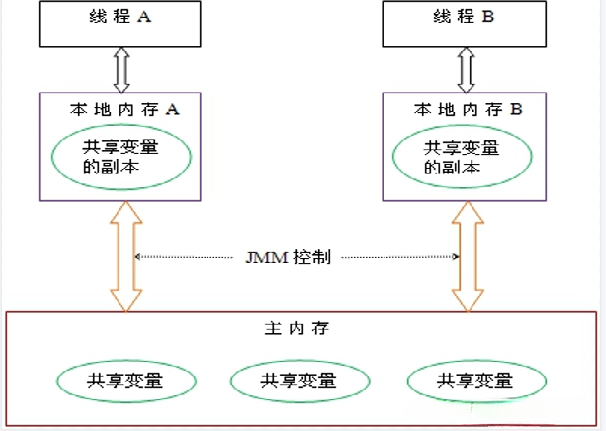 线程 A
线程 B
本地内存 A
本地内存 B
共享变量
的副本
共享变量
的副本
JMM 控制
主内存
共享变量
共享变量
共享变量